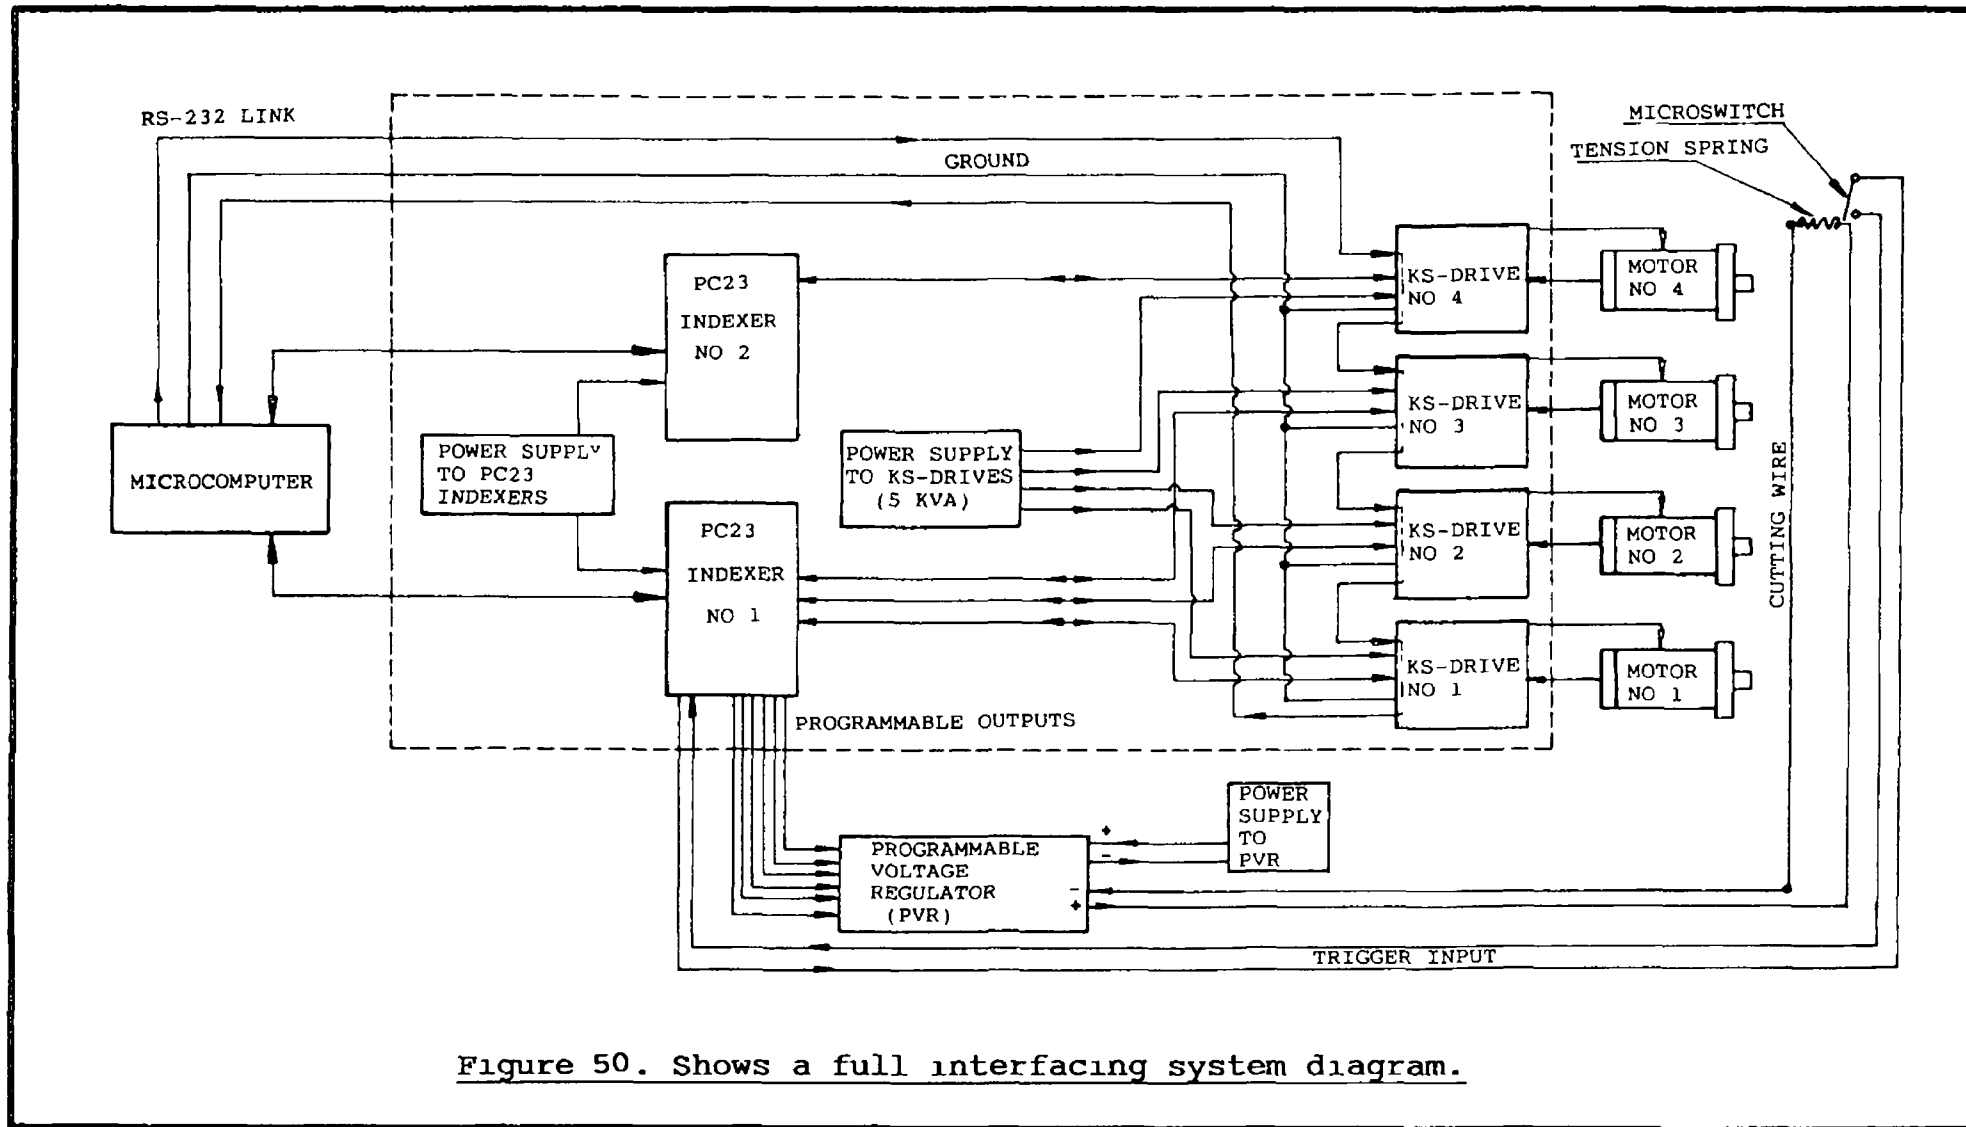 RS-232 LINK
GROUND
MICROSWITCH
TENSION SPRING
PC23
INDEXER
NO 2
KS-DRIVE
NO 4
MOTOR
NO 4
KS-DRIVE
NO 3
MOTOR
NO 3
MICROCOMPUTER
POWER SUPPLY
TO PC23
INDEXERS
POWER SUPPLY
TO KS-DRIVES
(5 KVA)
CUTTING WIRE
PC23
INDEXER
NO 1
KS-DRIVE
NO 2
MOTOR
NO 2
KS-DRIVE
NO 1
MOTOR
NO 1
PROGRAMMABLE OUTPUTS
POWER
SUPPLY
TO
PVR
+
-
PROGRAMMABLE
VOLTAGE
REGULATOR
(PVR)
-
+
TRIGGER INPUT
Figure 50. Shows a full interfacing system diagram.